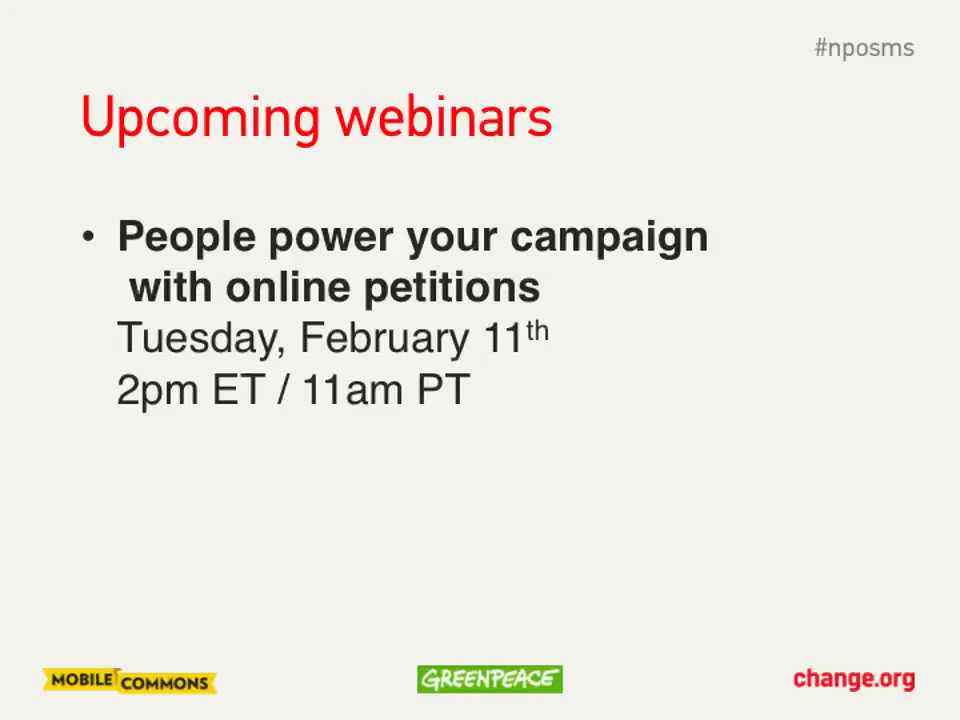 #nposms
Upcoming webinars
• People power your campaign
with online petitions
Tuesday, February 11th
2pm ET / 11am PT
MOBILE COMMONS
GREENPEACE
change.org